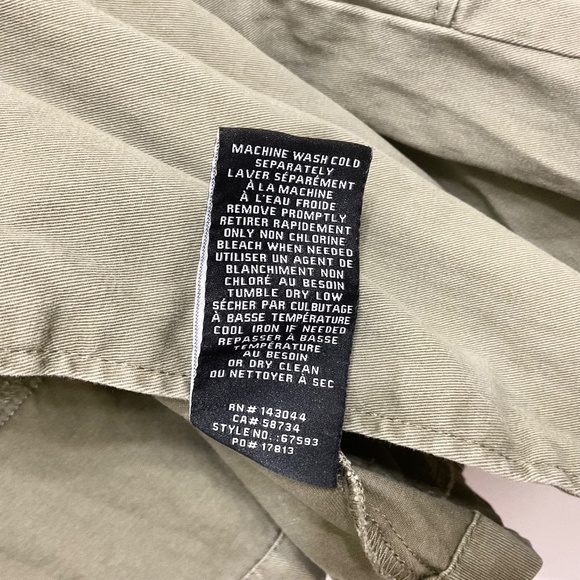 MACHINE WASH COLD
SEPARATELY
LAVER SÉPARÉMENT
À LA MACHINE
À L'EAU FROIDE
REMOVE PROMPTLY
RETIRER RAPIDEMENT
ONLY NON CHLORINE
BLEACH WHEN NEEDED
UTILISER UN AGENT DE
BLANCHIMENT NON
CHLORÉ AU BESOIN
TUMBLE DRY LOW
SÉCHER PAR CULBUTAGE
À BASSE TEMPÉRATURE
COOL IRON IF NEEDED
REPASSER À BASSE
TEMPÉRATURE
AU BESOIN
OR DRY CLEAN
OU NETTOYER À SEC
RN# 143044
CA# 58734
STYLE NO.:67593
PO# 17813